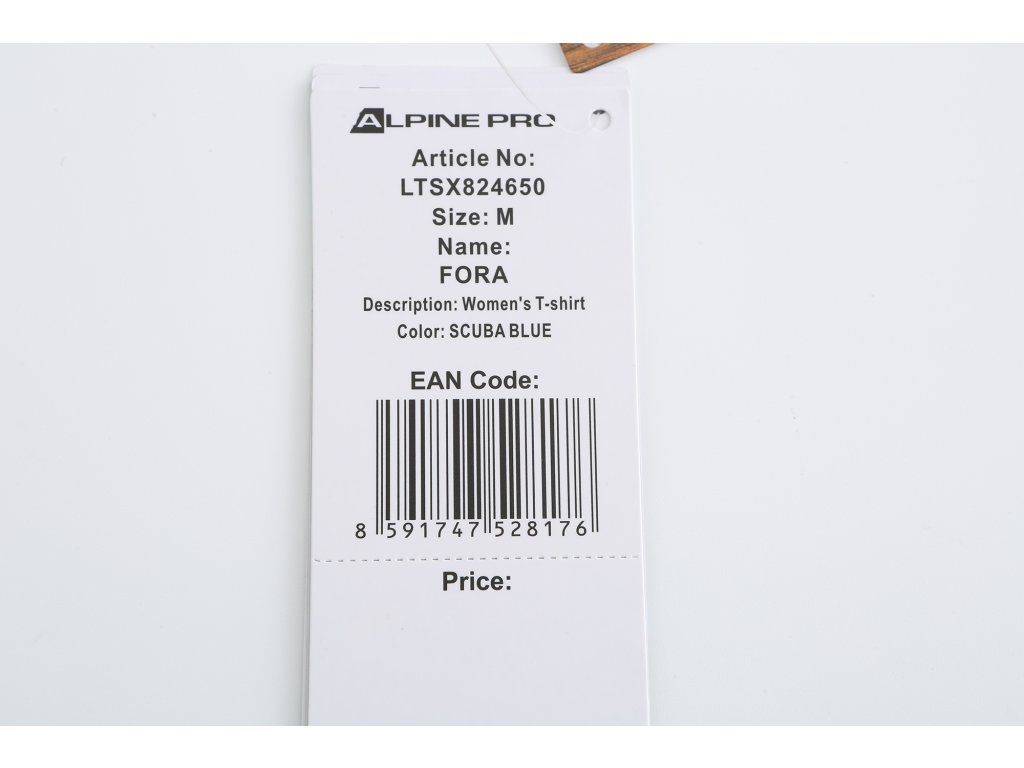 ALPINE PRO
Article No:
LTSX824650
Size: M
Name:
FORA
Description: Women's T-shirt
Color: SCUBA BLUE
EAN Code:
8 591747 528176
Price: